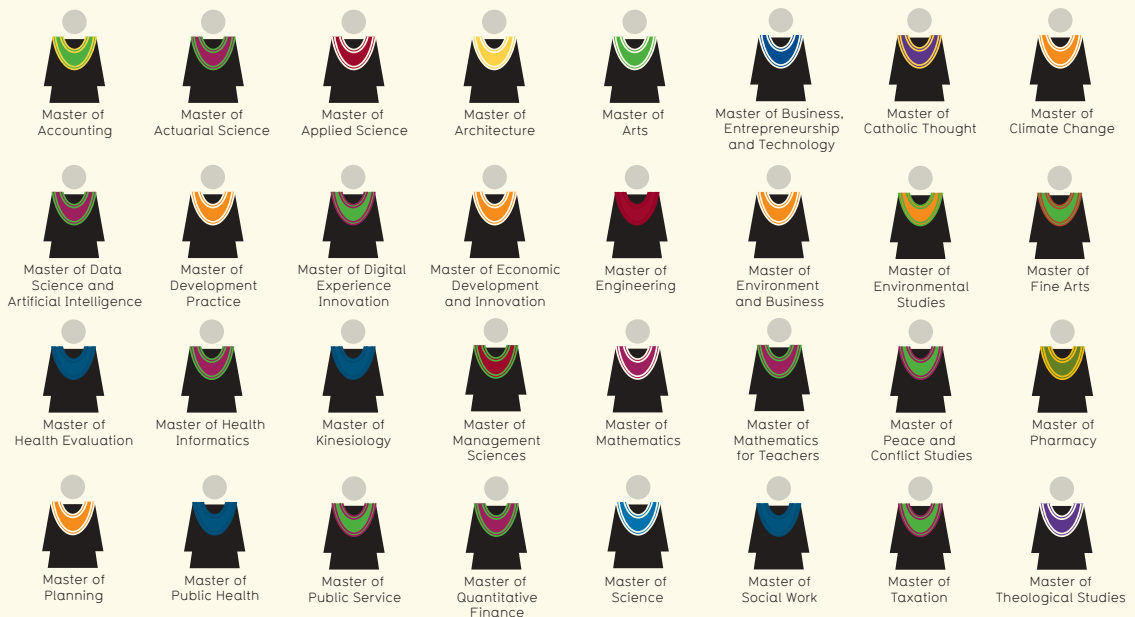 Master of
Accounting
Master of
Actuarial Science
Master of
Applied Science
Master of
Architecture
Master of
Arts
Master of Business,
Entrepreneurship
and Technology
Master of
Catholic Thought
Master of
Climate Change
Master of Data
Science and
Artificial Intelligence
Master of
Development
Practice
Master of Digital
Experience
Innovation
Master of Economic
Development
and Innovation
Master of
Engineering
Master of
Environment
and Business
Master of
Environmental
Studies
Master of
Fine Arts
Master of
Health Evaluation
Master of Health
Informatics
Master of
Kinesiology
Master of
Management
Sciences
Master of
Mathematics
Master of
Mathematics
for Teachers
Master of
Peace and
Conflict Studies
Master of
Pharmacy
Master of
Planning
Master of
Public Health
Master of
Public Service
Master of
Quantitative
Finance
Master of
Science
Master of
Social Work
Master of
Taxation
Master of
Theological Studies